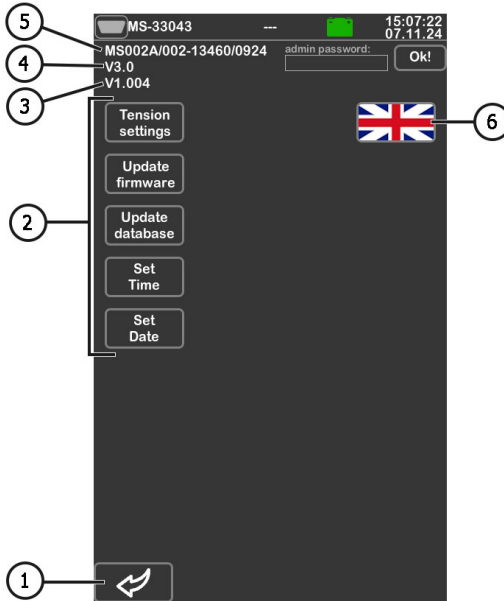 MS-33043 --- 15:07:22
07.11.24
MS002A/002-13460/0924 admin password: Ok!
V3.0
V1.004
Tension
settings
Update
firmware
Update
database
Set
Time
Set
Date
5
4
3
2
6
1